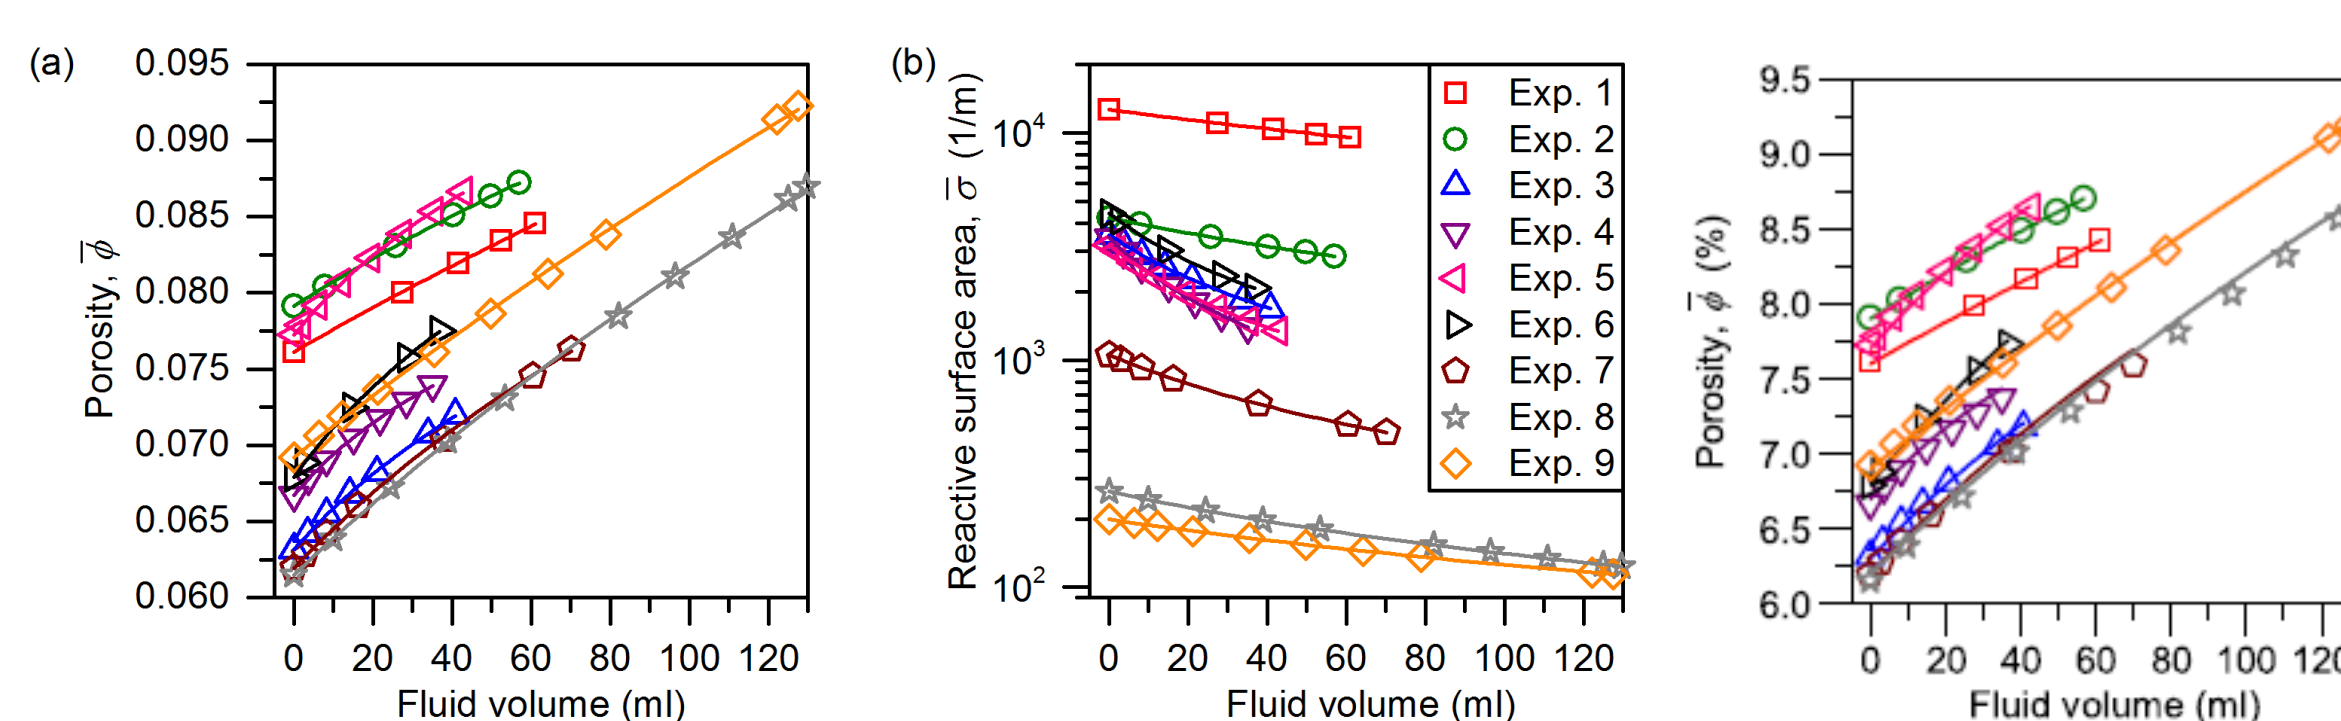 (a)
0.095
0.090
0.085
0.080
0.075
0.070
0.065
0.060
Porosity, ϕ̅
0 20 40 60 80 100 120
Fluid volume (ml)
(b)
10⁴
10³
10²
Reactive surface area, σ̅ (1/m)
Exp. 1
Exp. 2
Exp. 3
Exp. 4
Exp. 5
Exp. 6
Exp. 7
Exp. 8
Exp. 9
0 20 40 60 80 100 120
Fluid volume (ml)
9.5
9.0
8.5
8.0
7.5
7.0
6.5
6.0
Porosity, ϕ̅ (%)
0 20 40 60 80 100 120
Fluid volume (ml)